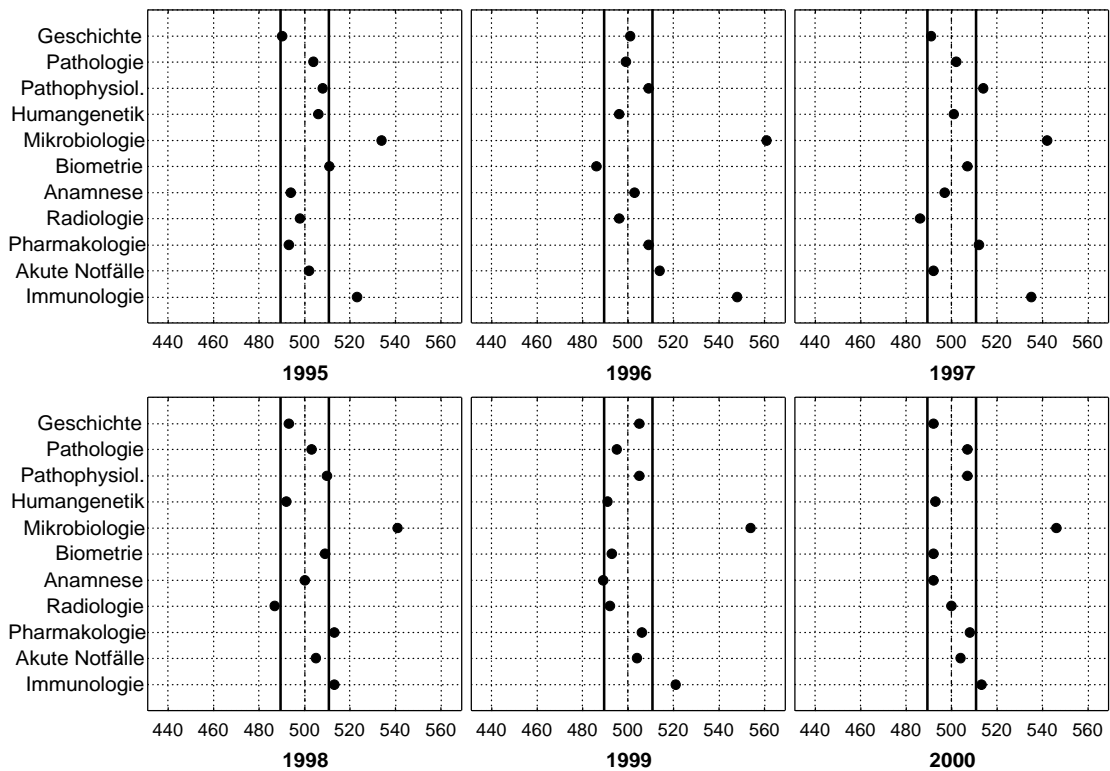 Geschichte
Pathologie
Pathophysiol.
Humangenetik
Mikrobiologie
Biometrie
Anamnese
Radiologie
Pharmakologie
Akute Notfälle
Immunologie
440 460 480 500 520 540 560 440 460 480 500 520 540 560 440 460 480 500 520 540 560
1995 1996 1997
Geschichte
Pathologie
Pathophysiol.
Humangenetik
Mikrobiologie
Biometrie
Anamnese
Radiologie
Pharmakologie
Akute Notfälle
Immunologie
440 460 480 500 520 540 560 440 460 480 500 520 540 560 440 460 480 500 520 540 560
1998 1999 2000